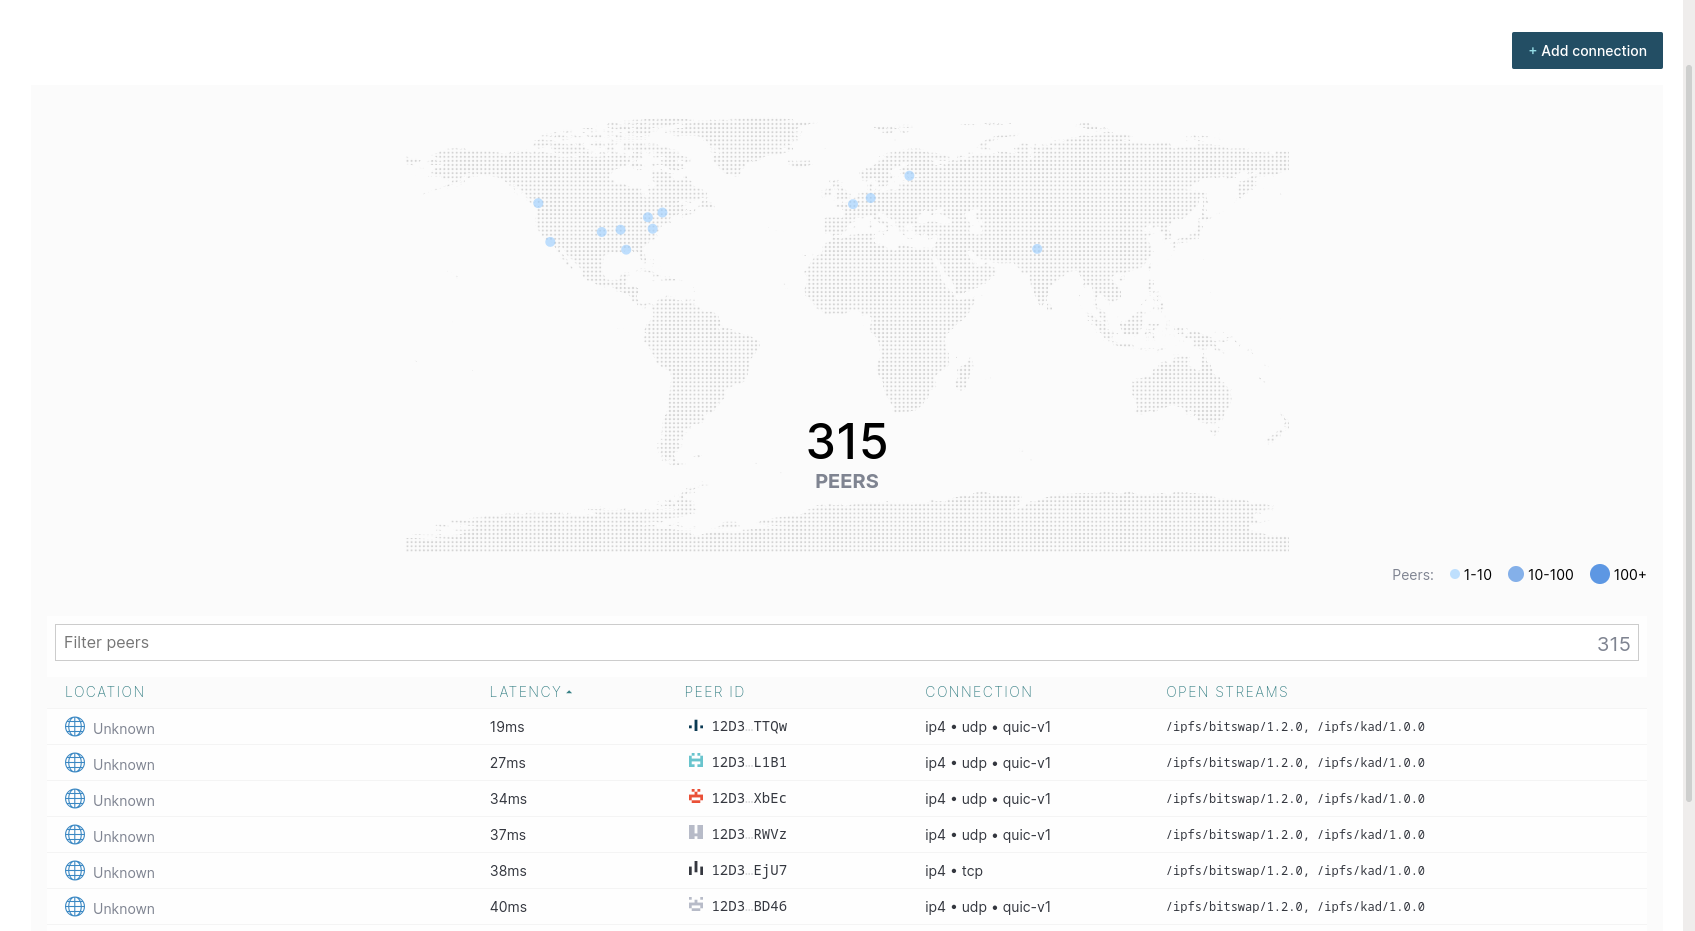 + Add connection
315
PEERS
Peers: 1-10 10-100 100+
Filter peers 315
LOCATION LATENCY PEER ID CONNECTION OPEN STREAMS
Unknown 19ms 12D3…TTQw ip4 • udp • quic-v1 /ipfs/bitswap/1.2.0, /ipfs/kad/1.0.0
Unknown 27ms 12D3…L1B1 ip4 • udp • quic-v1 /ipfs/bitswap/1.2.0, /ipfs/kad/1.0.0
Unknown 34ms 12D3…XbEc ip4 • udp • quic-v1 /ipfs/bitswap/1.2.0, /ipfs/kad/1.0.0
Unknown 37ms 12D3…RWVz ip4 • udp • quic-v1 /ipfs/bitswap/1.2.0, /ipfs/kad/1.0.0
Unknown 38ms 12D3…EjU7 ip4 • tcp /ipfs/bitswap/1.2.0, /ipfs/kad/1.0.0
Unknown 40ms 12D3…BD46 ip4 • udp • quic-v1 /ipfs/bitswap/1.2.0, /ipfs/kad/1.0.0